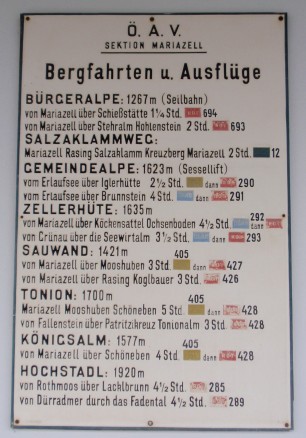 Ö. A. V.
SEKTION MARIAZELL
Bergfahrten u. Ausflüge
BÜRGERALPE: 1267m (Seilbahn)
von Mariazell über Schießstätte 1¼ Std. 694
von Mariazell über Stehralm Hohlenstein 2 Std. 693
SALZAKLAMMWEG:
Mariazell Rasing Salzaklamm Kreuzberg Mariazell 2 Std. 12
GEMEINDEALPE: 1623m (Sessellift)
vom Erlaufsee über Iglerhütte 2½ Std. dann 290
vom Erlaufsee über Brunnstein 4 Std. dann 291
ZELLERHÜTE: 1635m
von Mariazell über Köckensattel Ochsenboden 4½ Std. 292 dann
von Grünau über die Seewirtalm 3½ Std. dann 293
SAUWAND: 1421m
von Mariazell über Mooshuben 3 Std. 405 dann 427
von Mariazell über Rasing Koglbauer 3 Std. 426
TONION: 1700m
Mariazell Mooshuben Schöneben 5 Std. 405 dann 428
von Fallenstein über Patritzikreuz Tonionalm 3 Std. 428
KÖNIGSALM: 1577m
von Mariazell über Schöneben 4 Std. 405 dann 428
HOCHSTADL: 1920m
von Rothmoos über Lacklbrunn 4½ Std. 285
von Dürradmer durch das Fadental 4½ Std. 289